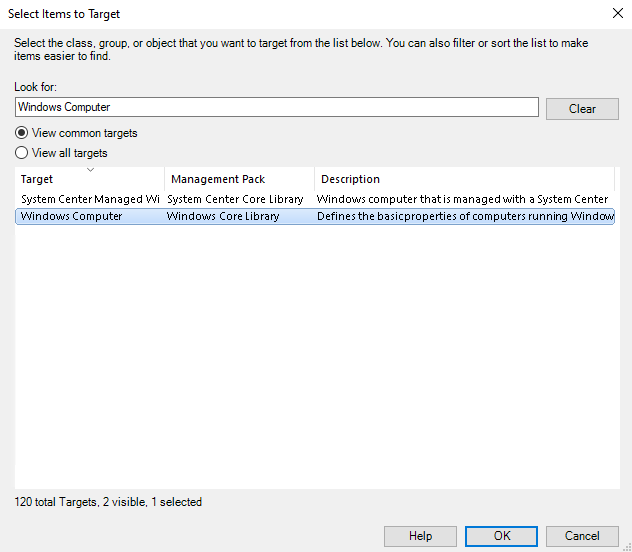 Select Items to Target
Select the class, group, or object that you want to target from the list below. You can also filter or sort the list to make
items easier to find.
Look for:
Windows Computer
Clear
View common targets
View all targets
Target Management Pack Description
System Center Managed Wi System Center Core Library Windows computer that is managed with a System Center
Windows Computer Windows Core Library Defines the basicproperties of computers running Window
120 total Targets, 2 visible, 1 selected
Help OK Cancel